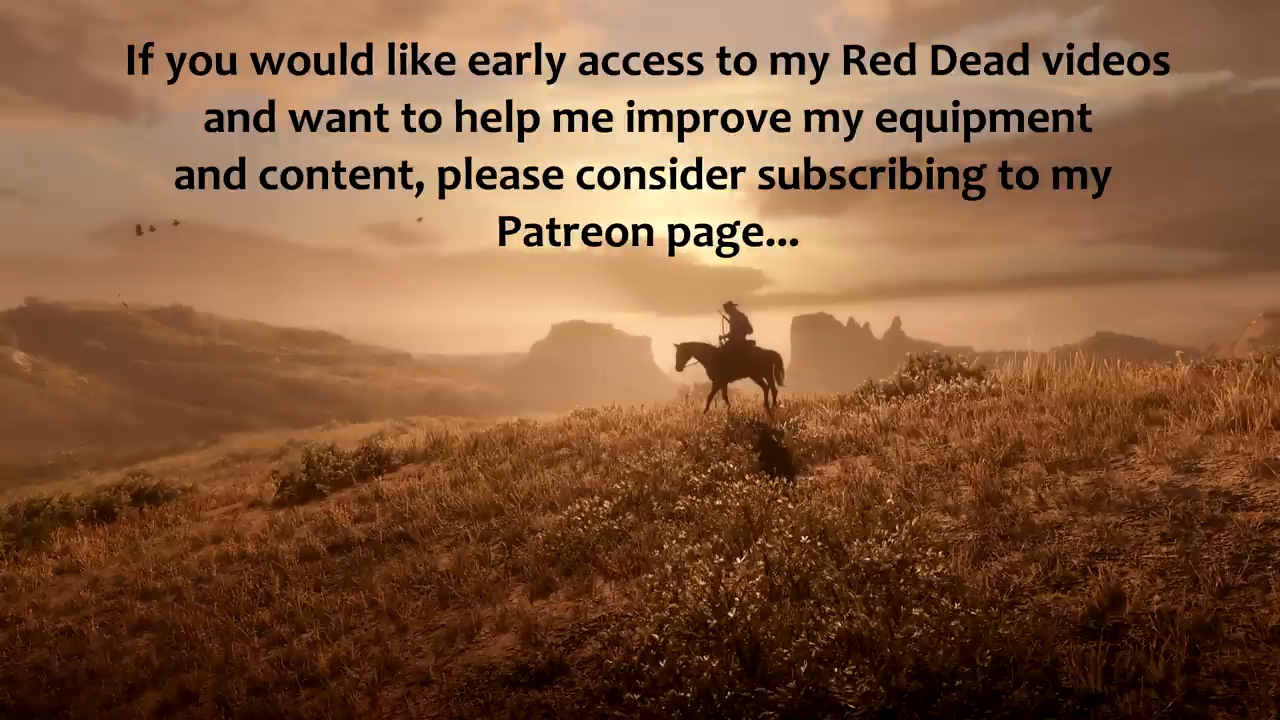 If you would like early access to my Red Dead videos
and want to help me improve my equipment
and content, please consider subscribing to my
Patreon page...